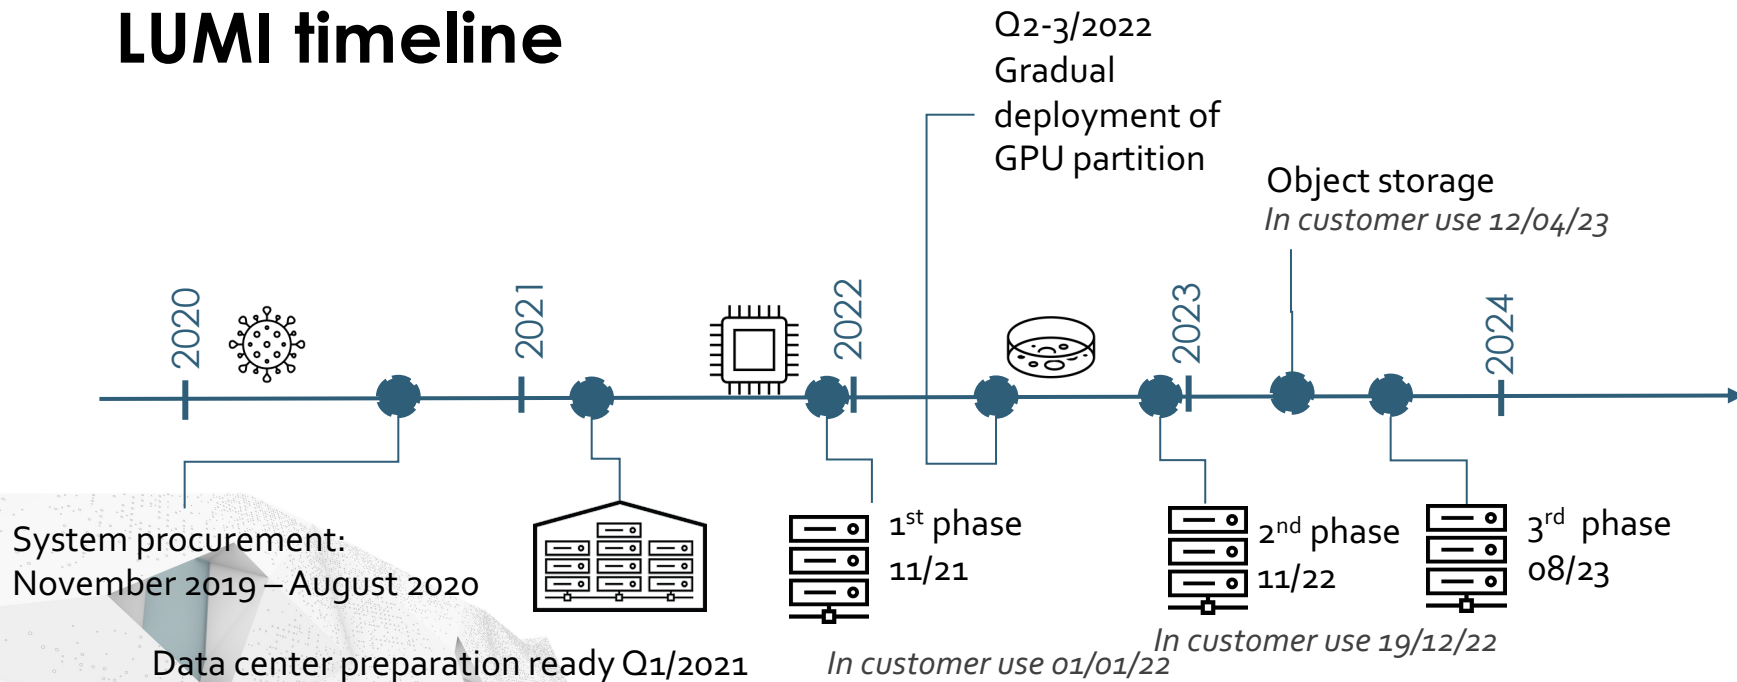 LUMI timeline
Q2-3/2022
Gradual
deployment of
GPU partition
Object storage
In customer use 12/04/23
2020
2021
2022
2023
2024
System procurement:
November 2019 – August 2020
Data center preparation ready Q1/2021
1st phase
11/21
In customer use 01/01/22
2nd phase
11/22
In customer use 19/12/22
3rd phase
08/23